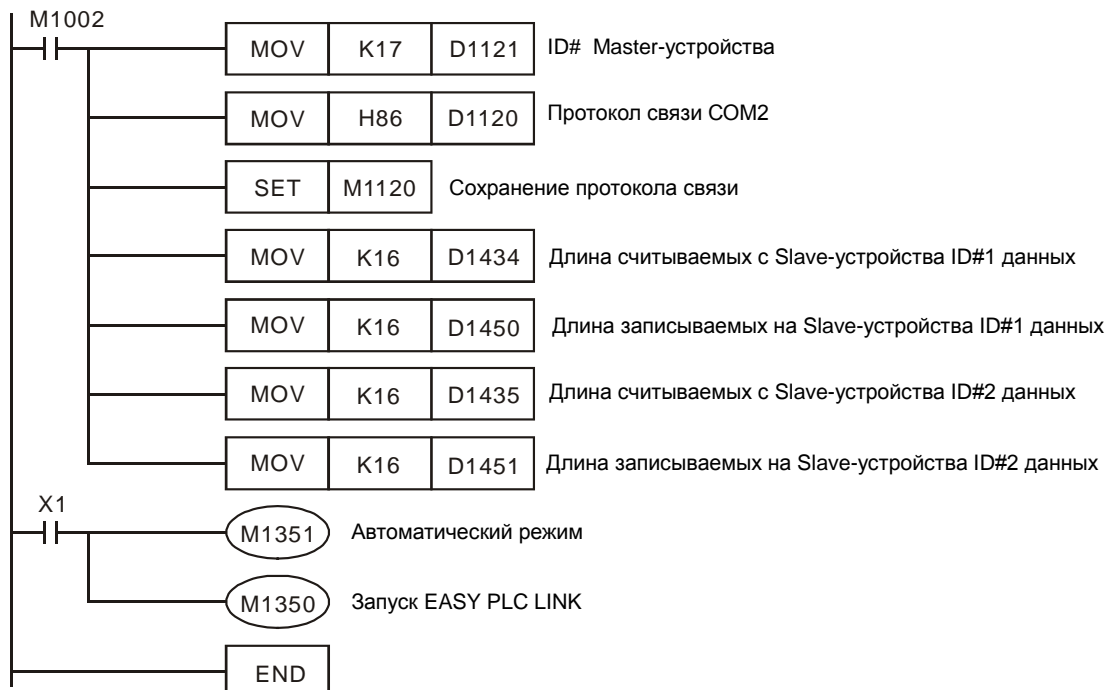 M1002
MOV K17 D1121 ID# Master-устройства
MOV H86 D1120 Протокол связи COM2
SET M1120 Сохранение протокола связи
MOV K16 D1434 Длина считываемых с Slave-устройства ID#1 данных
MOV K16 D1450 Длина записываемых на Slave-устройства ID#1 данных
MOV K16 D1435 Длина считываемых с Slave-устройства ID#2 данных
MOV K16 D1451 Длина записываемых на Slave-устройства ID#2 данных
X1
M1351 Автоматический режим
M1350 Запуск EASY PLC LINK
END